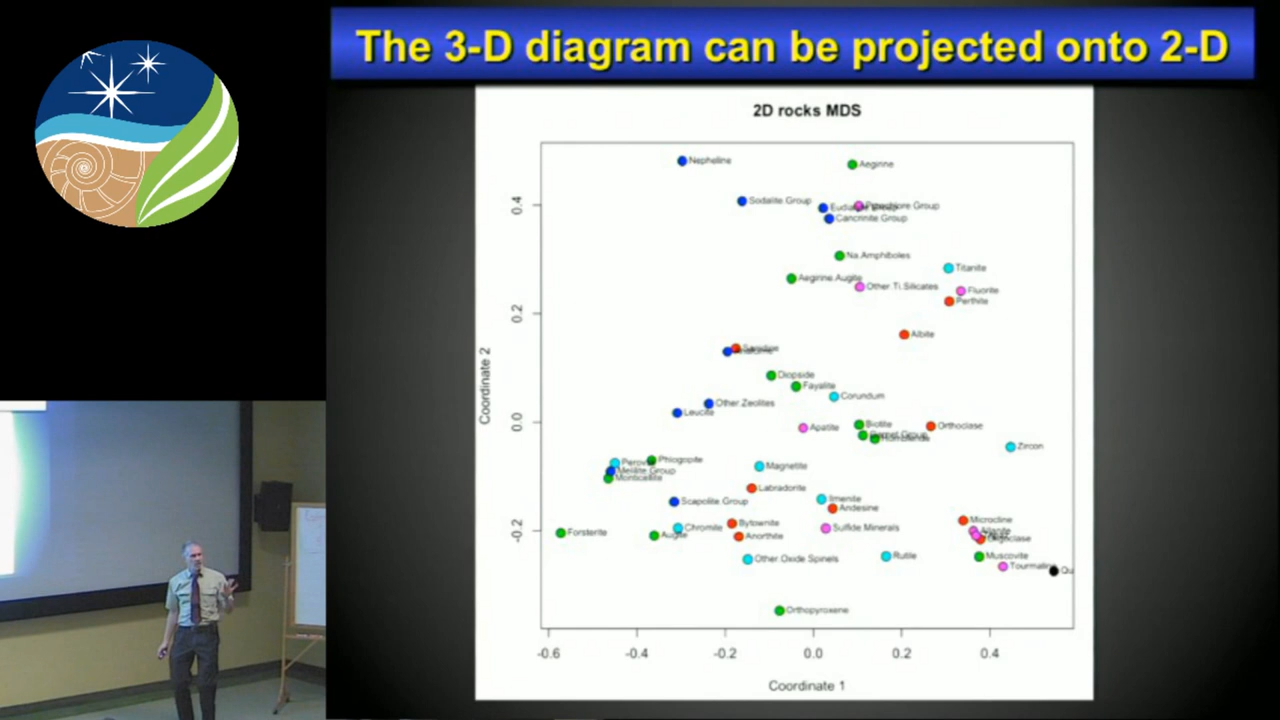 The 3-D diagram can be projected onto 2-D
2D rocks MDS
Nepheline
Aegirine
Sodalite.Group
Group
Cancrinite.Group
Na.Amphiboles
Titanite
Aegirine.Augite
Other.Ti.Silicates
Fluorite
Perthite
Albite
Diopside
Fayalite
Corundum
Other.Zeolites
Leucite
Apatite
Biotite
Orthoclase
Zircon
Phlogopite
Melilite.Group
Monticellite
Magnetite
Labradorite
Scapolite.Group
Ilmenite
Andesine
Microcline
Forsterite
Chromite
Augite
Bytownite
Anorthite
Sulfide.Minerals
Other.Oxide.Spinels
Rutile
Muscovite
Tourmaline
Qu
Orthopyroxene
0.4
0.2
0.0
-0.2
Coordinate 2
-0.6 -0.4 -0.2 0.0 0.2 0.4
Coordinate 1